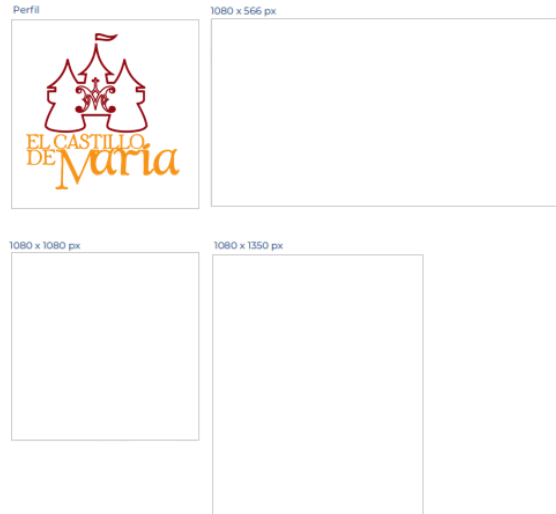 Perfil
1080 x 566 px
EL CASTILLO
DE María
1080 x 1080 px
1080 x 1350 px